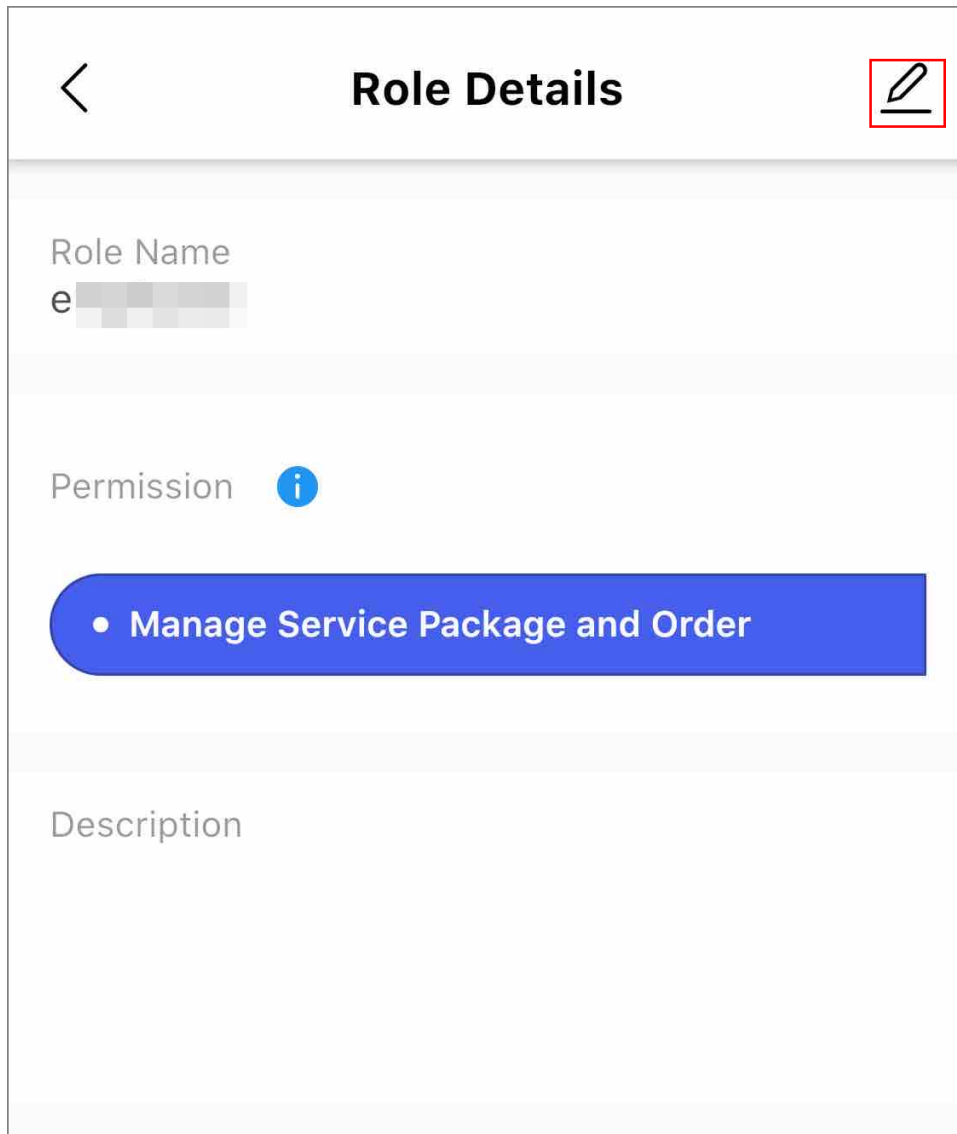 Role Details
Role Name
e
Permission
Manage Service Package and Order
Description